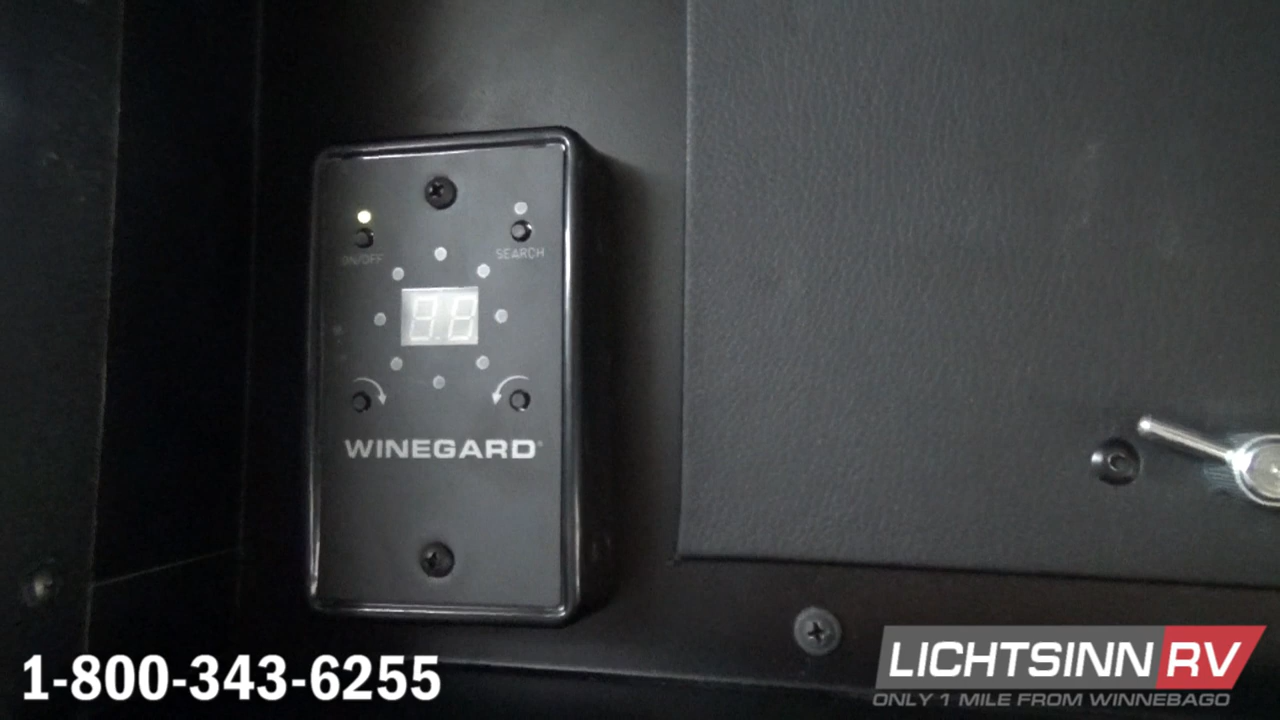 ON/OFF
SEARCH
WINEGARD
1-800-343-6255
LICHTSINN RV
ONLY 1 MILE FROM WINNEBAGO